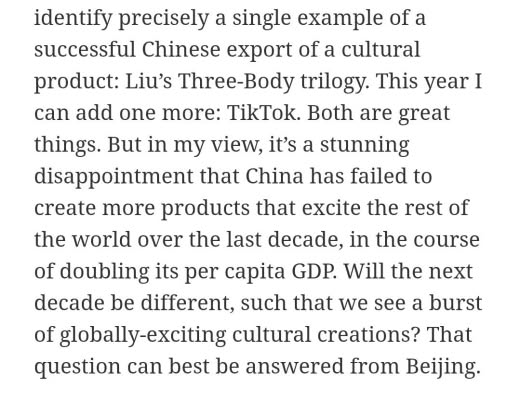 identify precisely a single example of a
successful Chinese export of a cultural
product: Liu’s Three-Body trilogy. This year I
can add one more: TikTok. Both are great
things. But in my view, it’s a stunning
disappointment that China has failed to
create more products that excite the rest of
the world over the last decade, in the course
of doubling its per capita GDP. Will the next
decade be different, such that we see a burst
of globally-exciting cultural creations? That
question can best be answered from Beijing.